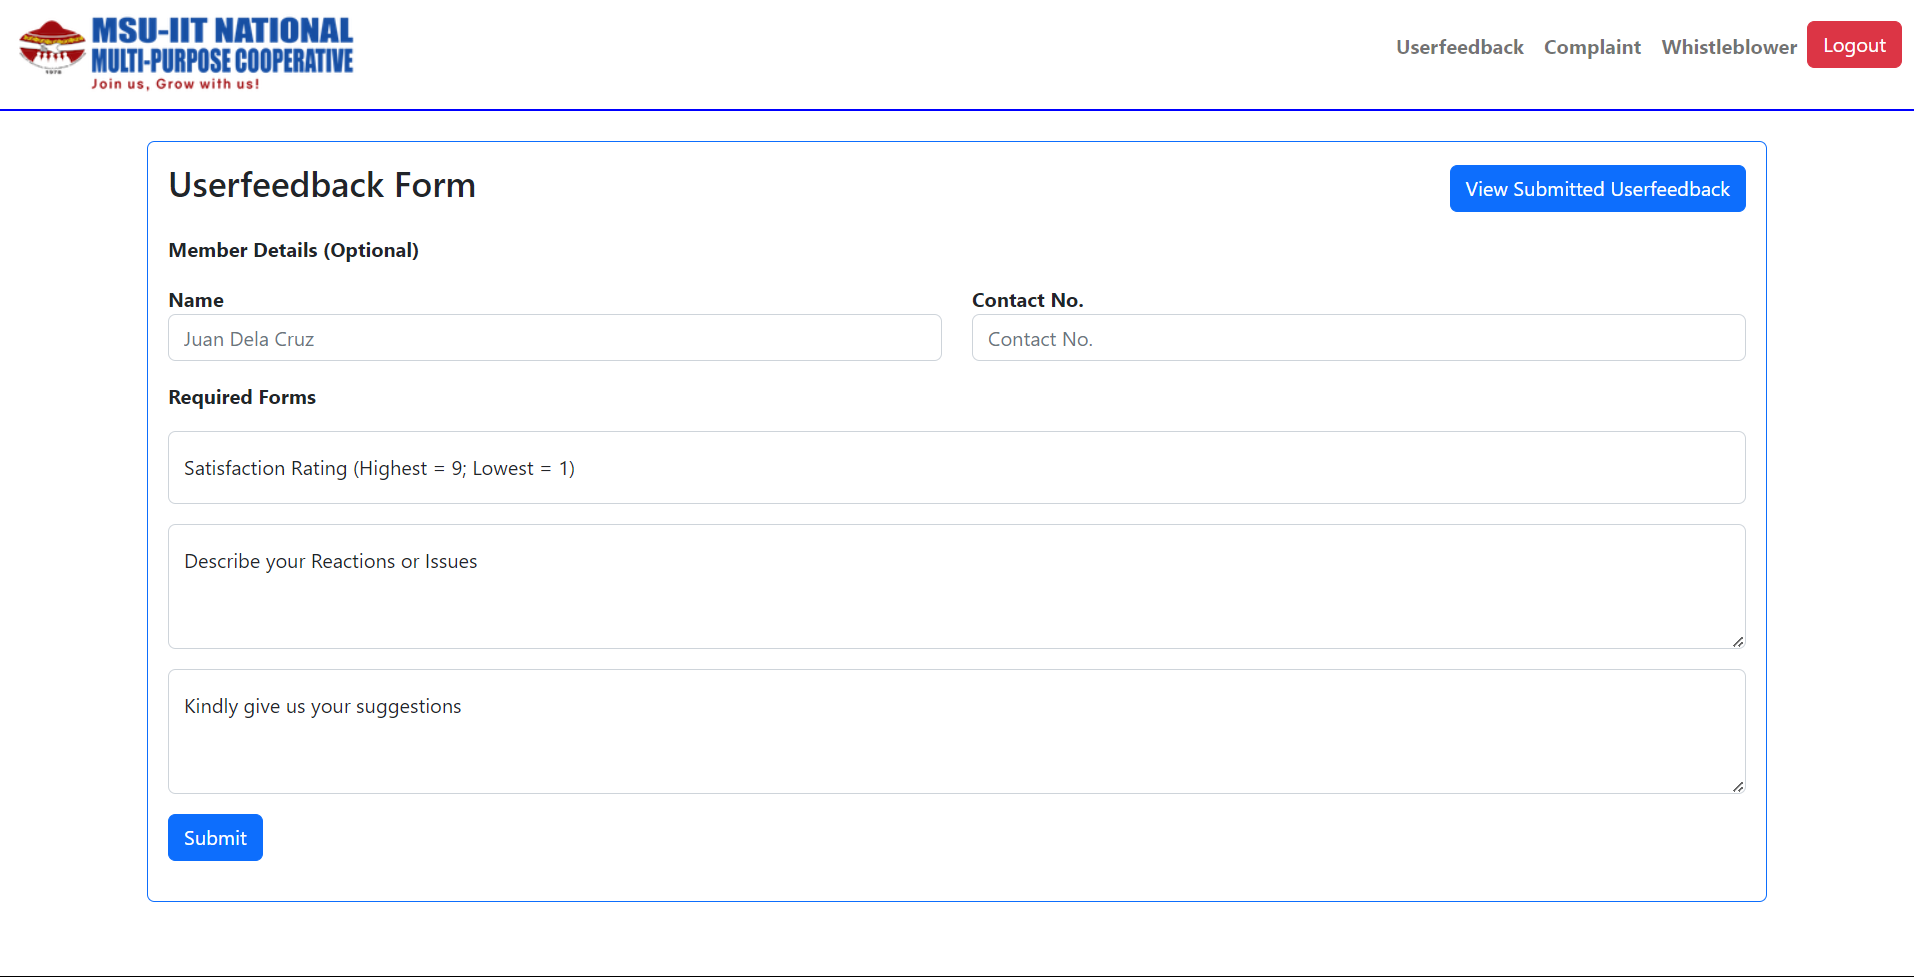 MSU-IIT NATIONAL
MULTI-PURPOSE COOPERATIVE
Join us, Grow with us!
1978
Userfeedback
Complaint
Whistleblower
Logout
Userfeedback Form
View Submitted Userfeedback
Member Details (Optional)
Name
Contact No.
Juan Dela Cruz
Contact No.
Required Forms
Satisfaction Rating (Highest = 9; Lowest = 1)
Describe your Reactions or Issues
Kindly give us your suggestions
Submit